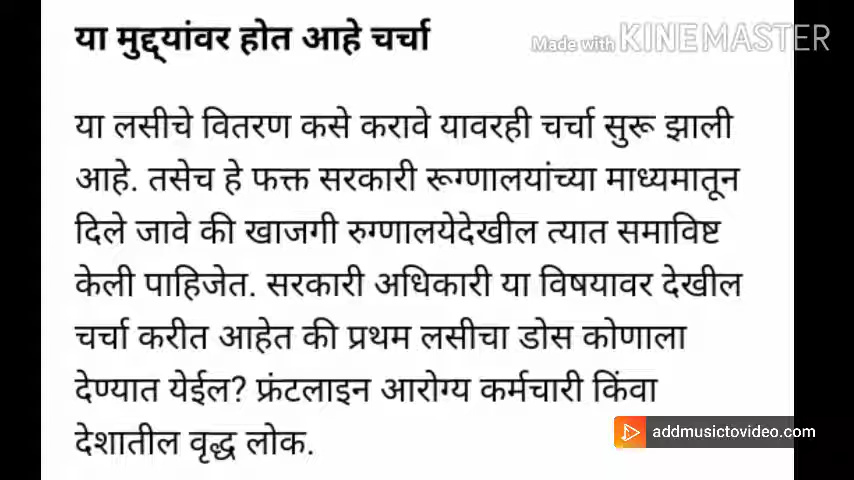 या मुद्द्यांवर होत आहे चर्चा
Made with KINEMASTER
या लसीचे वितरण कसे करावे यावरही चर्चा सुरू झाली
आहे. तसेच हे फक्त सरकारी रूग्णालयांच्या माध्यमातून
दिले जावे की खाजगी रुग्णालयेदेखील त्यात समाविष्ट
केली पाहिजेत. सरकारी अधिकारी या विषयावर देखील
चर्चा करीत आहेत की प्रथम लसीचा डोस कोणाला
देण्यात येईल? फ्रंटलाइन आरोग्य कर्मचारी किंवा
देशातील वृद्ध लोक.
addmusictovideo.com